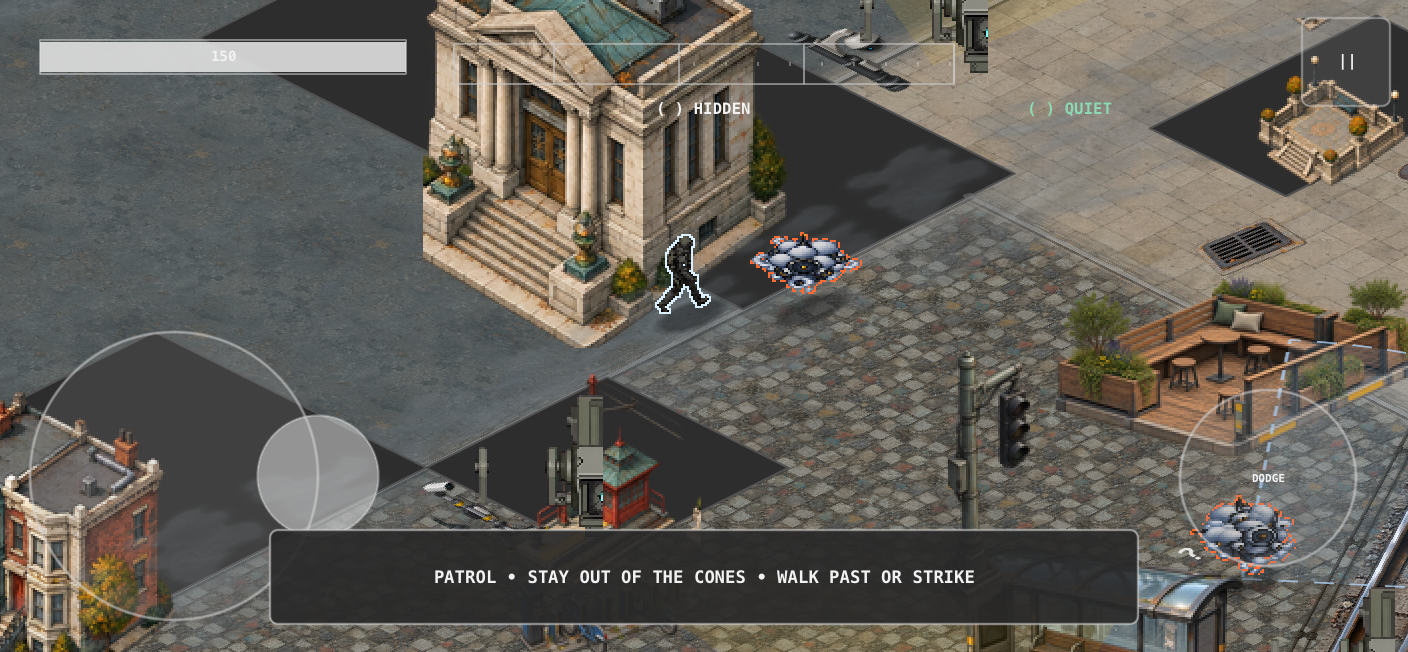 150
( ) HIDDEN
( ) QUIET
||
DODGE
PATROL • STAY OUT OF THE CONES • WALK PAST OR STRIKE